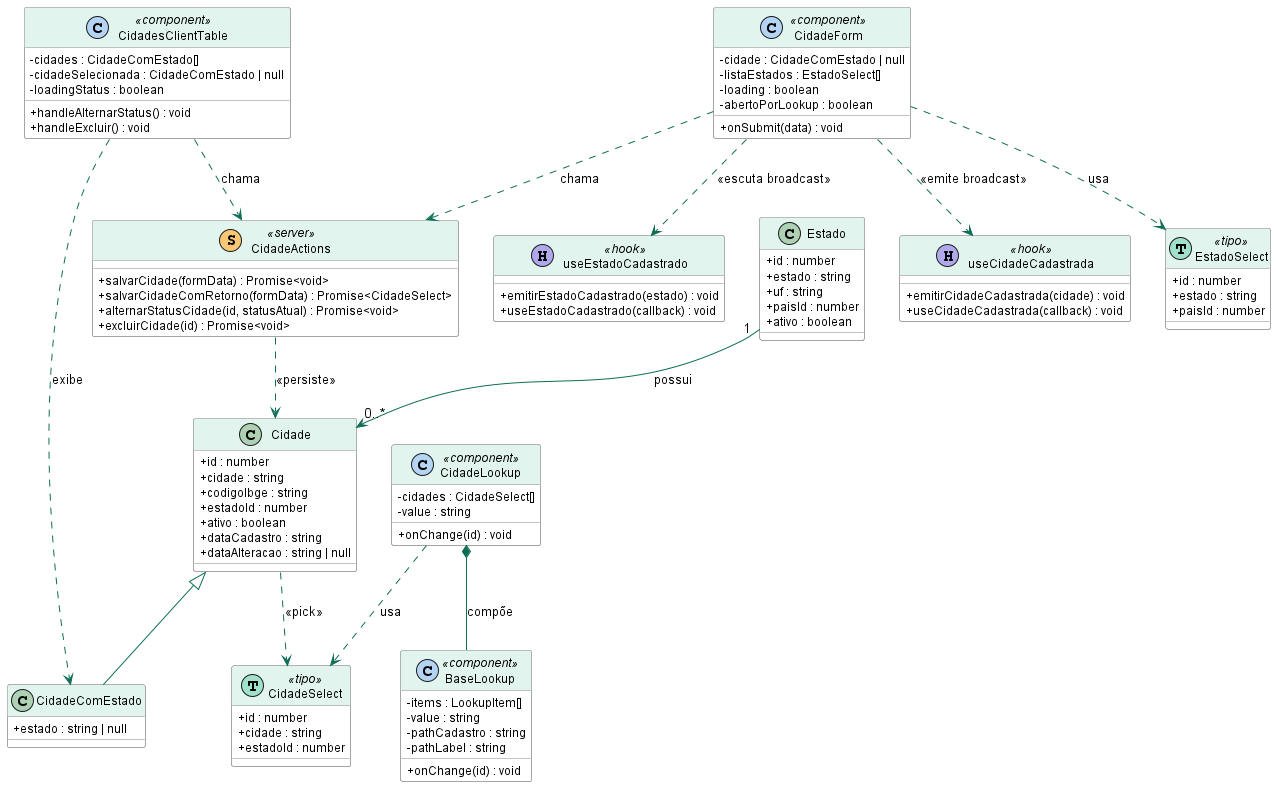 «component»
C CidadesClientTable
-cidades : CidadeComEstado[]
-cidadeSelecionada : CidadeComEstado | null
-loadingStatus : boolean
+handleAlternarStatus() : void
+handleExcluir() : void
«component»
C CidadeForm
-cidade : CidadeComEstado | null
-listaEstados : EstadoSelect[]
-loading : boolean
-abertoPorLookup : boolean
+onSubmit(data) : void
chama
chama
«escuta broadcast»
«emite broadcast»
usa
«server»
S CidadeActions
+salvarCidade(formData) : Promise<void>
+salvarCidadeComRetorno(formData) : Promise<CidadeSelect>
+alternarStatusCidade(id, statusAtual) : Promise<void>
+excluirCidade(id) : Promise<void>
«hook»
H useEstadoCadastrado
+emitirEstadoCadastrado(estado) : void
+useEstadoCadastrado(callback) : void
C Estado
+id : number
+estado : string
+uf : string
+paisId : number
+ativo : boolean
«hook»
H useCidadeCadastrada
+emitirCidadeCadastrada(cidade) : void
+useCidadeCadastrada(callback) : void
«tipo»
T EstadoSelect
+id : number
+estado : string
+paisId : number
1
exibe
«persiste»
possui
0..*
C Cidade
+id : number
+cidade : string
+codigoIbge : string
+estadoId : number
+ativo : boolean
+dataCadastro : string
+dataAlteracao : string | null
«component»
C CidadeLookup
-cidades : CidadeSelect[]
-value : string
+onChange(id) : void
«pick»
usa
compõe
C CidadeComEstado
+estado : string | null
«tipo»
T CidadeSelect
+id : number
+cidade : string
+estadoId : number
«component»
C BaseLookup
-items : LookupItem[]
-value : string
-pathCadastro : string
-pathLabel : string
+onChange(id) : void